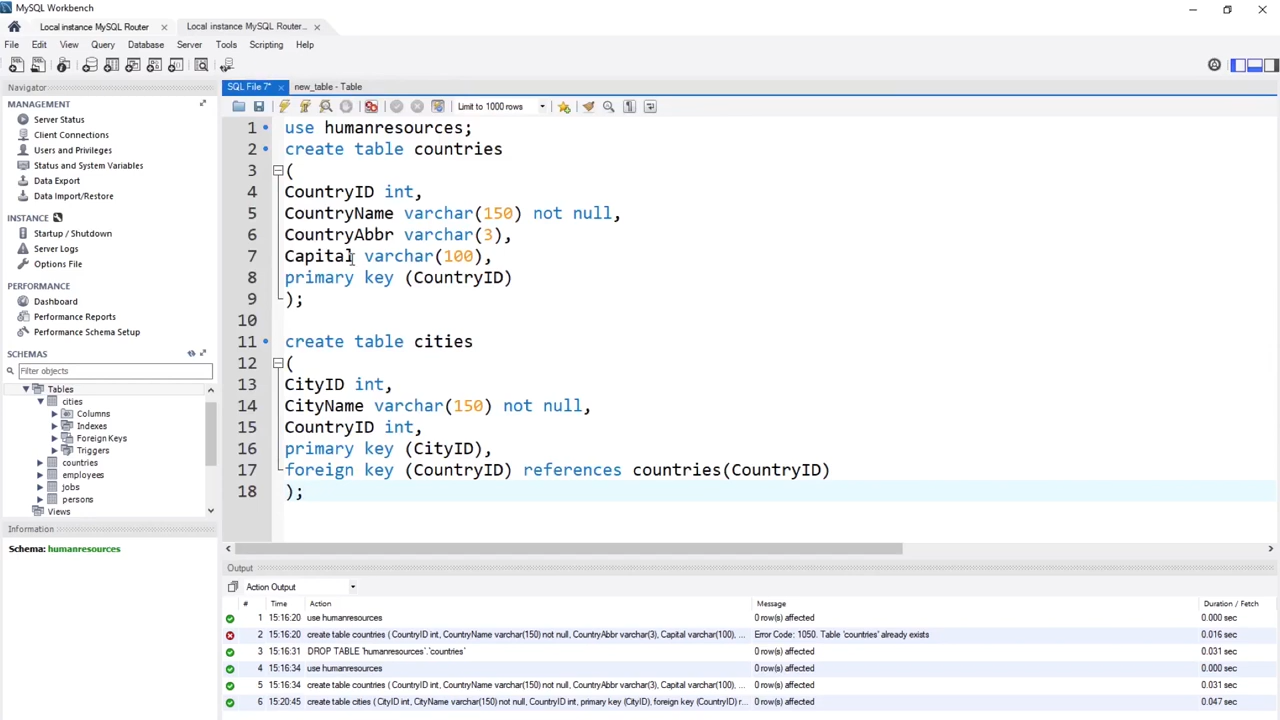 MySQL Workbench
Local instance MySQL Router
Local instance MySQL Router...
File Edit View Query Database Server Tools Scripting Help
Navigator
MANAGEMENT
Server Status
Client Connections
Users and Privileges
Status and System Variables
Data Export
Data Import/Restore
INSTANCE
Startup / Shutdown
Server Logs
Options File
PERFORMANCE
Dashboard
Performance Reports
Performance Schema Setup
SCHEMAS
Filter objects
Tables
cities
Columns
Indexes
Foreign Keys
Triggers
countries
employees
jobs
persons
Views
Information
Schema: humanresources
SQL File 7*
new_table - Table
Limit to 1000 rows
1 use humanresources;
2 create table countries
3 (
4 CountryID int,
5 CountryName varchar(150) not null,
6 CountryAbbr varchar(3),
7 Capital varchar(100),
8 primary key (CountryID)
9 );
10
11 create table cities
12 (
13 CityID int,
14 CityName varchar(150) not null,
15 CountryID int,
16 primary key (CityID),
17 foreign key (CountryID) references countries(CountryID)
18 );
Output
Action Output
# Time Action Message Duration / Fetch
1 15:16:20 use humanresources 0 row(s) affected 0.000 sec
2 15:16:20 create table countries ( CountryID int, CountryName varchar(150) not null, CountryAbbr varchar(3), Capital varchar(100), ... Error Code: 1050. Table 'countries' already exists 0.016 sec
3 15:16:31 DROP TABLE `humanresources`.`countries` 0 row(s) affected 0.031 sec
4 15:16:34 use humanresources 0 row(s) affected 0.000 sec
5 15:16:34 create table countries ( CountryID int, CountryName varchar(150) not null, CountryAbbr varchar(3), Capital varchar(100), ... 0 row(s) affected 0.031 sec
6 15:20:45 create table cities ( CityID int, CityName varchar(150) not null, CountryID int, primary key (CityID), foreign key (CountryID) r... 0 row(s) affected 0.047 sec